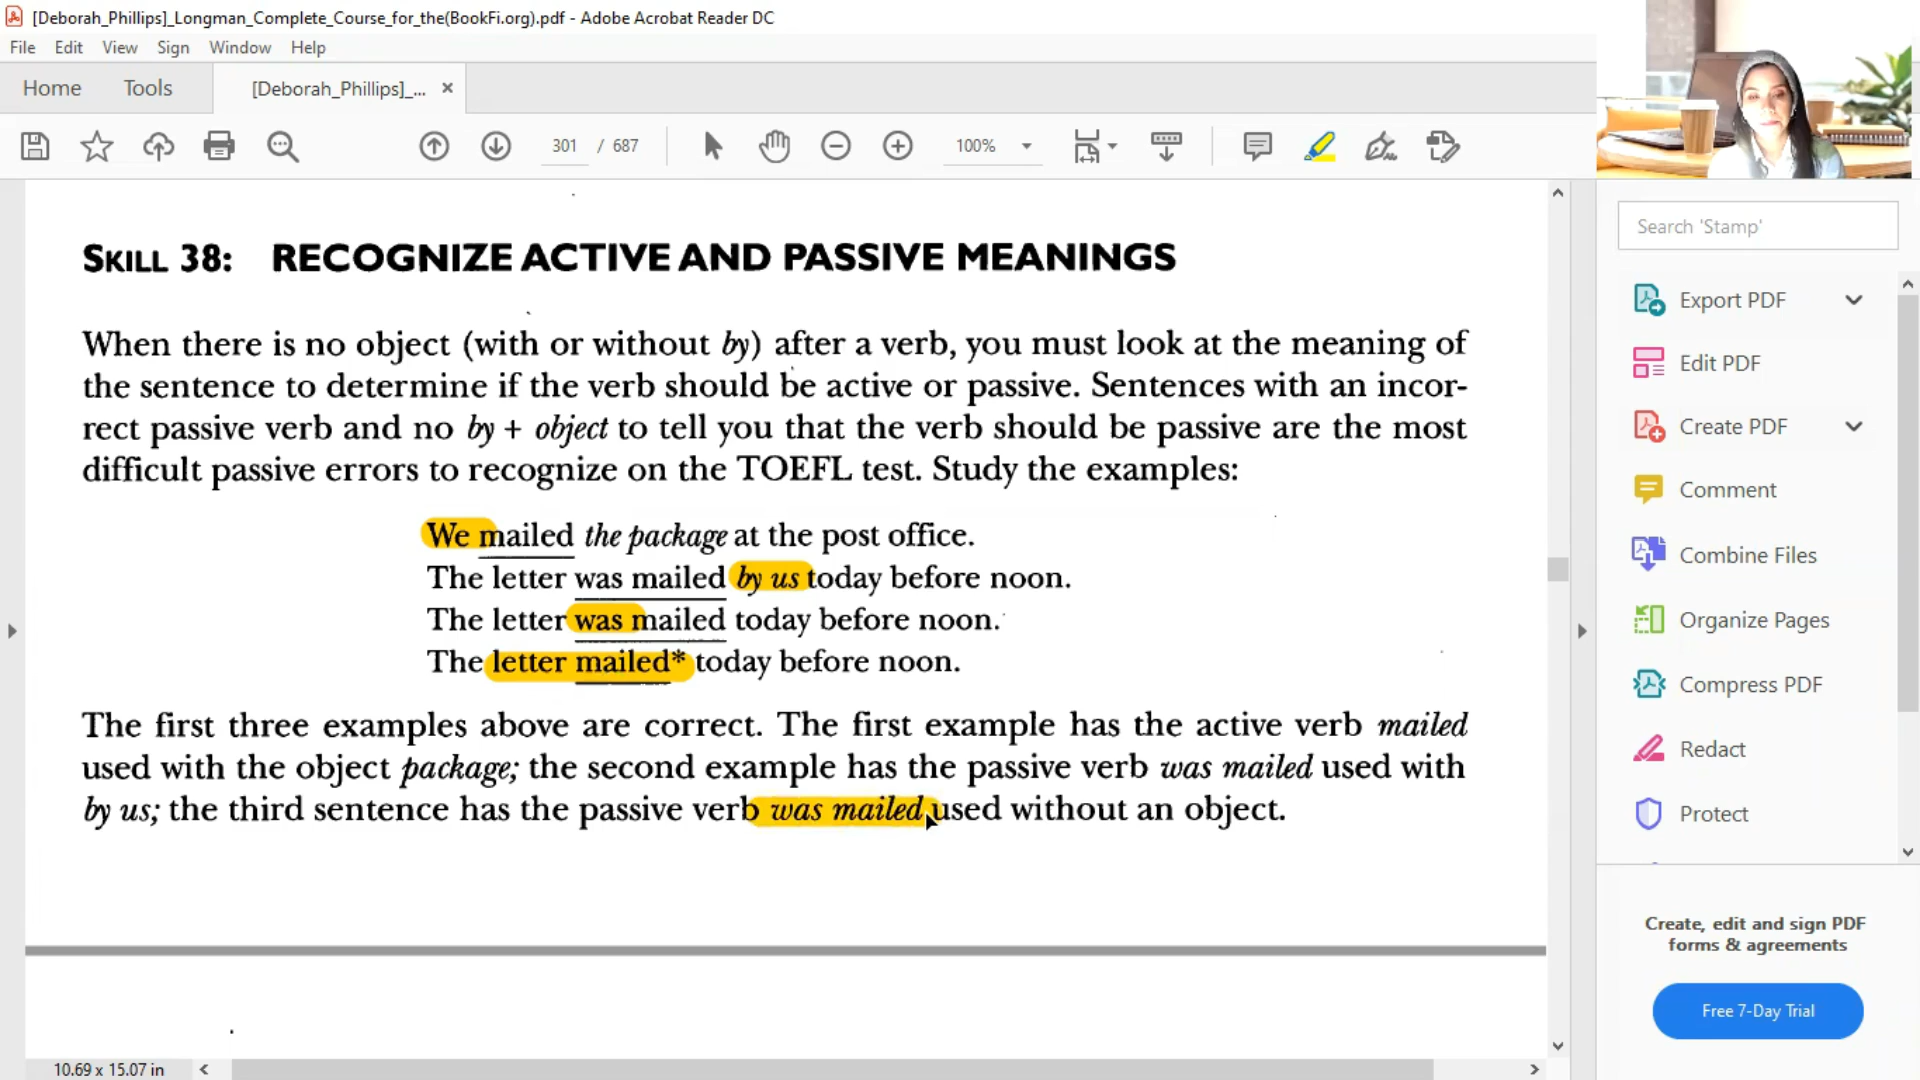 [Deborah_Phillips]_Longman_Complete_Course_for_the(BookFi.org).pdf - Adobe Acrobat Reader DC
File Edit View Sign Window Help
Home Tools [Deborah_Phillips]_... ×
301 / 687 100%
Search 'Stamp'
SKILL 38: RECOGNIZE ACTIVE AND PASSIVE MEANINGS
When there is no object (with or without by) after a verb, you must look at the meaning of
the sentence to determine if the verb should be active or passive. Sentences with an incor-
rect passive verb and no by + object to tell you that the verb should be passive are the most
difficult passive errors to recognize on the TOEFL test. Study the examples:
We mailed the package at the post office.
The letter was mailed by us today before noon.
The letter was mailed today before noon.
The letter mailed* today before noon.
The first three examples above are correct. The first example has the active verb mailed
used with the object package; the second example has the passive verb was mailed used with
by us; the third sentence has the passive verb was mailed used without an object.
Export PDF
Edit PDF
Create PDF
Comment
Combine Files
Organize Pages
Compress PDF
Redact
Protect
Create, edit and sign PDF
forms & agreements
Free 7-Day Trial
10.69 x 15.07 in